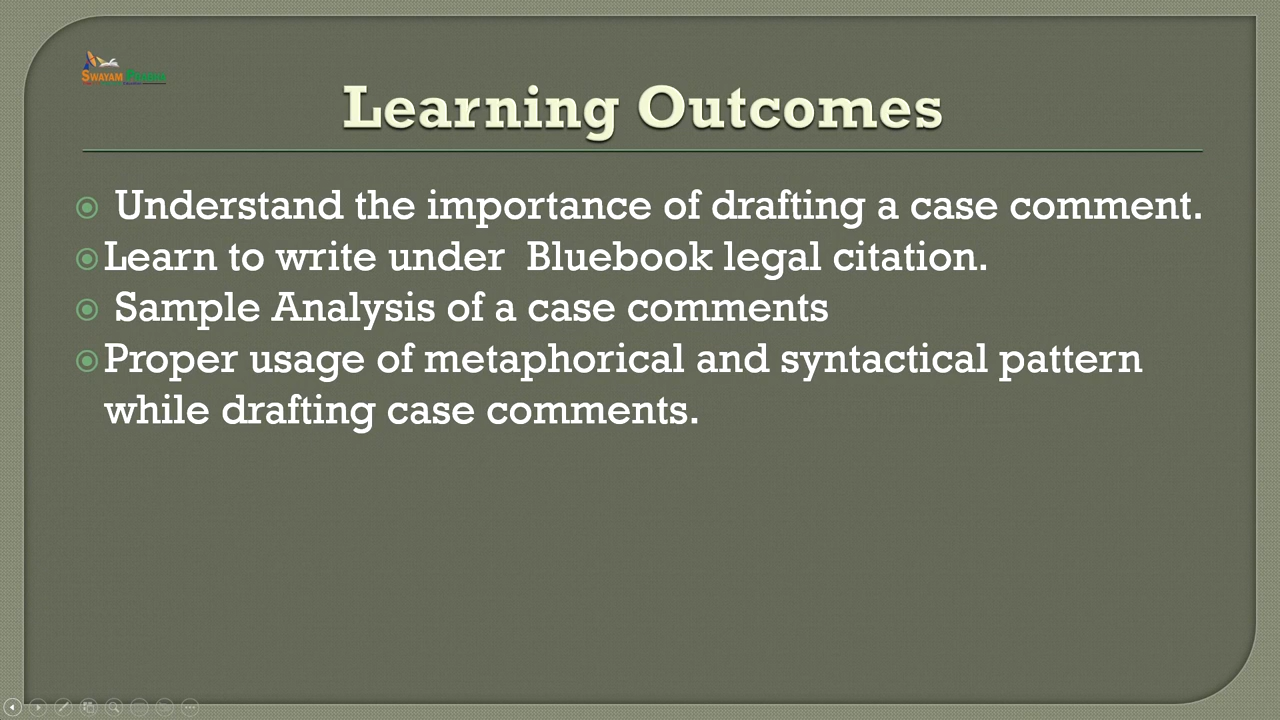 SWAYAM PRABHA
Learning Outcomes
Understand the importance of drafting a case comment.
Learn to write under Bluebook legal citation.
Sample Analysis of a case comments
Proper usage of metaphorical and syntactical pattern
while drafting case comments.